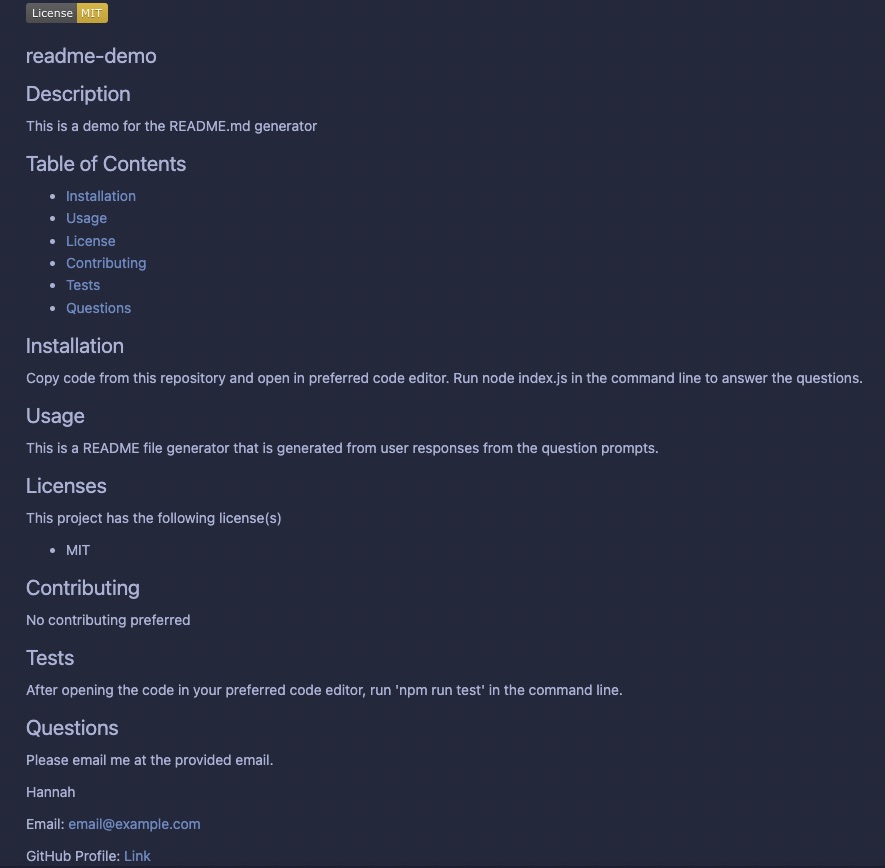 License MIT
readme-demo
Description
This is a demo for the README.md generator
Table of Contents
Installation
Usage
License
Contributing
Tests
Questions
Installation
Copy code from this repository and open in preferred code editor. Run node index.js in the command line to answer the questions.
Usage
This is a README file generator that is generated from user responses from the question prompts.
Licenses
This project has the following license(s)
MIT
Contributing
No contributing preferred
Tests
After opening the code in your preferred code editor, run 'npm run test' in the command line.
Questions
Please email me at the provided email.
Hannah
Email: email@example.com
GitHub Profile: Link